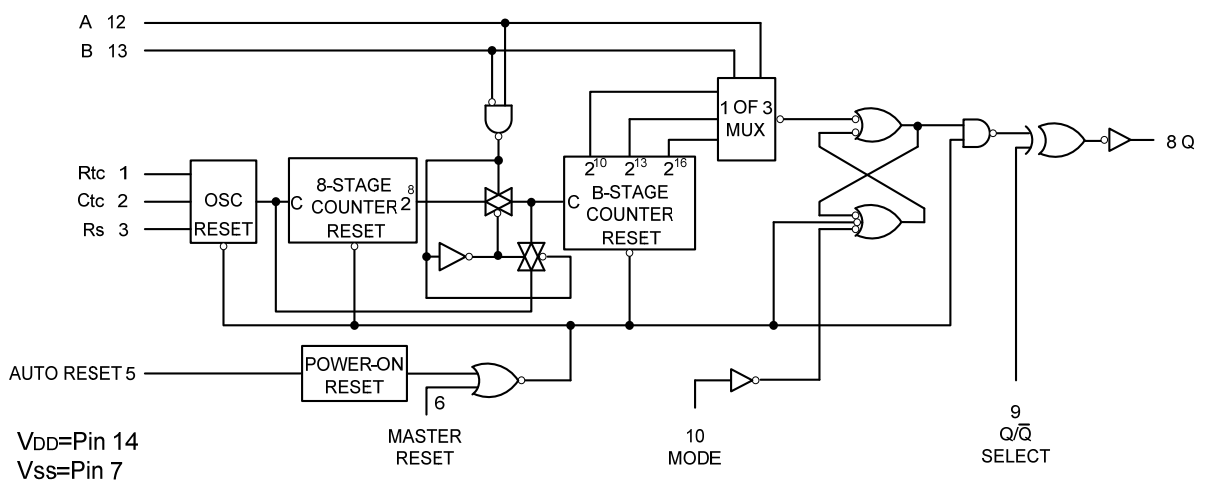 A 12
B 13
1 OF 3
MUX
8 Q
2^10 2^13 2^16
Rtc 1
Ctc 2
Rs 3
OSC
RESET
C
8-STAGE
COUNTER 2^8
RESET
C
B-STAGE
COUNTER
RESET
AUTO RESET 5
POWER-ON
RESET
6
MASTER
RESET
10
MODE
9
Q/Q̅
SELECT
VDD=Pin 14
Vss=Pin 7